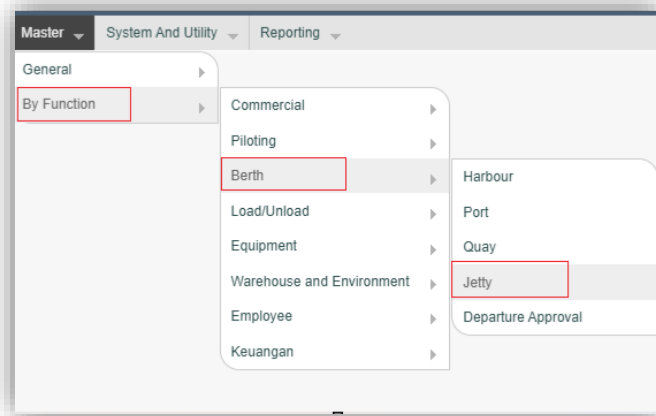 Master System And Utility Reporting
General
By Function
Commercial
Piloting
Berth
Load/Unload
Equipment
Warehouse and Environment
Employee
Keuangan
Harbour
Port
Quay
Jetty
Departure Approval